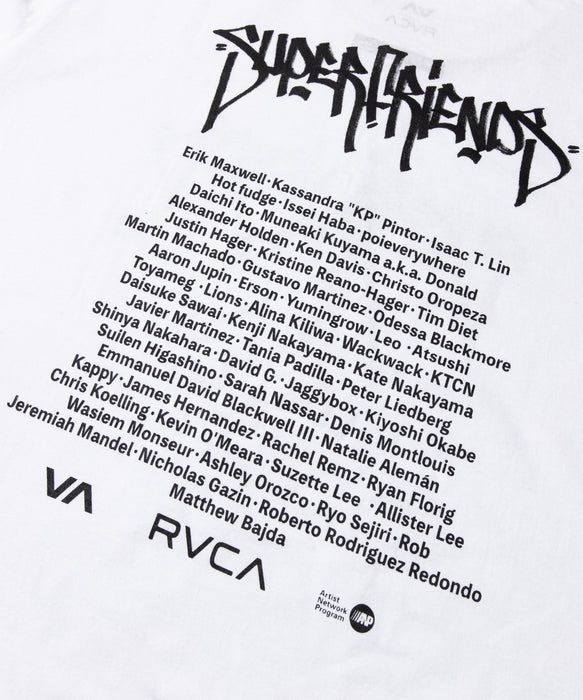 VA
RVCA
"SUPERFRIENDS"
Erik Maxwell · Kassandra "KP" Pintor · Isaac T. Lin
Hot fudge · Issei Haba · poieverywhere
Daichi Ito · Muneaki Kuyama a.k.a. Donald
Alexander Holden · Ken Davis · Christo Oropeza
Justin Hager · Kristine Reano-Hager · Tim Diet
Martin Machado · Gustavo Martinez · Odessa Blackmore
Aaron Jupin · Erson · Yumingrow · Leo · Atsushi
Toyameg · Lions · Alina Kiliwa · Wackwack · KTCN
Daisuke Sawai · Kenji Nakayama · Kate Nakayama
Javier Martinez · Tania Padilla · Peter Liedberg
Shinya Nakahara · David G. · Jaggybox · Kiyoshi Okabe
Suilen Higashino · Sarah Nassar · Denis Montlouis
Emmanuel David Blackwell III · Natalie Alemán
Kappy · James Hernandez · Rachel Remz · Ryan Florig
Chris Koelling · Kevin O'Meara · Suzette Lee · Allister Lee
Wasiem Monseur · Ashley Orozco · Ryo Sejiri · Rob
Jeremiah Mandel · Nicholas Gazin · Roberto Rodriguez Redondo
Matthew Bajda
VA
RVCA
Artist
Network
Program
ANP